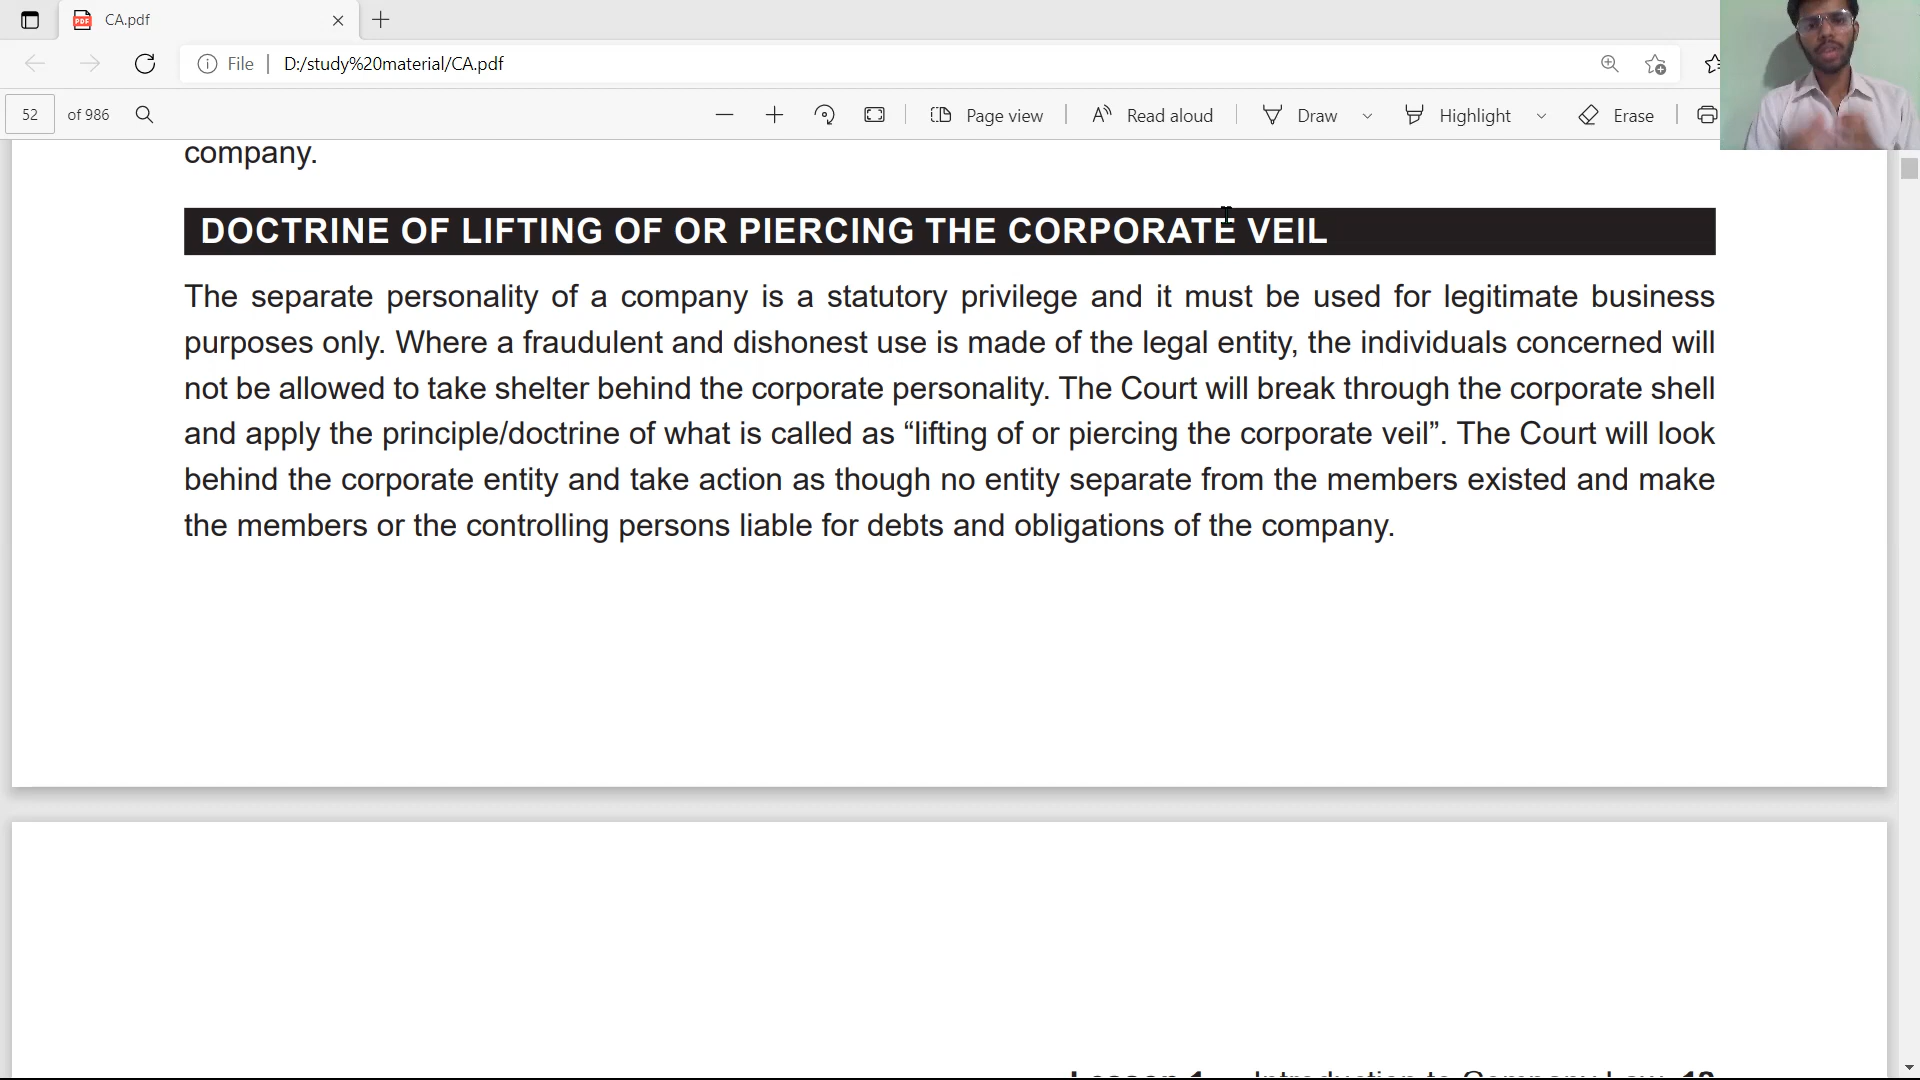 CA.pdf
File D:/study%20material/CA.pdf
52 of 986 Page view Read aloud Draw Highlight Erase
company.
DOCTRINE OF LIFTING OF OR PIERCING THE CORPORATE VEIL
The separate personality of a company is a statutory privilege and it must be used for legitimate business
purposes only. Where a fraudulent and dishonest use is made of the legal entity, the individuals concerned will
not be allowed to take shelter behind the corporate personality. The Court will break through the corporate shell
and apply the principle/doctrine of what is called as “lifting of or piercing the corporate veil”. The Court will look
behind the corporate entity and take action as though no entity separate from the members existed and make
the members or the controlling persons liable for debts and obligations of the company.
Lesson 1 Introduction to Company Law